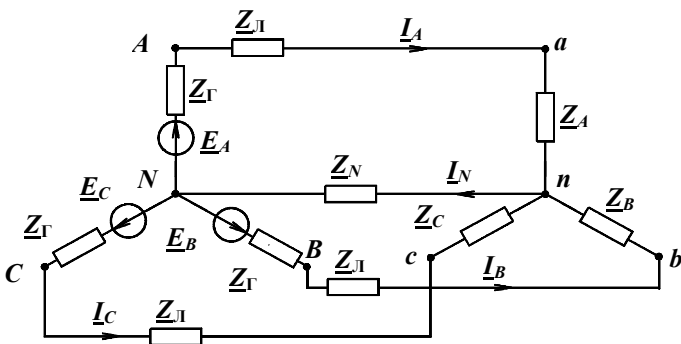 Z_Л
I_A
A
a
Z_Г
Z_A
E_A
N
Z_N
I_N
n
E_C
Z_C
Z_B
Z_Г
E_B
B
Z_Л
c
b
C
Z_Г
I_B
I_C
Z_Л